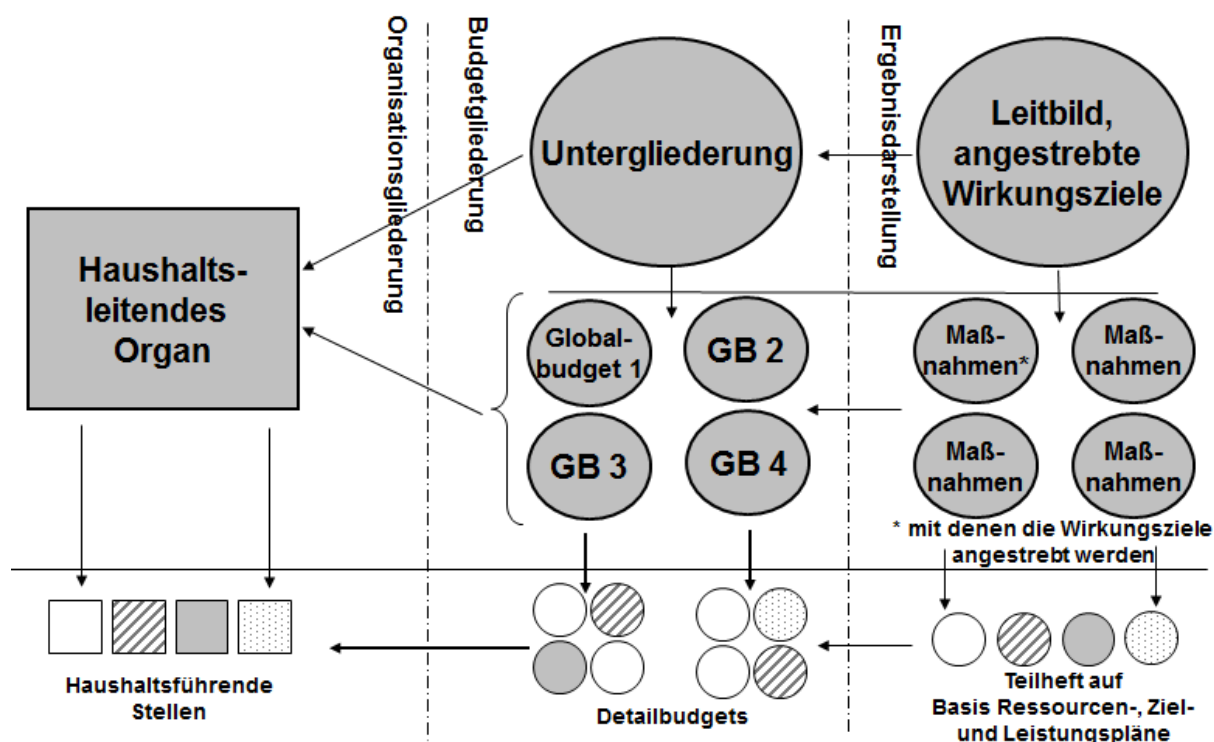 Organisationsgliederung
Budgetgliederung
Ergebnisdarstellung
Haushalts-
leitendes
Organ
Untergliederung
Leitbild,
angestrebte
Wirkungsziele
Global-
budget 1
GB 2
GB 3
GB 4
Maß-
nahmen*
Maß-
nahmen
Maß-
nahmen
Maß-
nahmen
* mit denen die Wirkungsziele
angestrebt werden
Haushaltsführende
Stellen
Detailbudgets
Teilheft auf
Basis Ressourcen-, Ziel-
und Leistungspläne